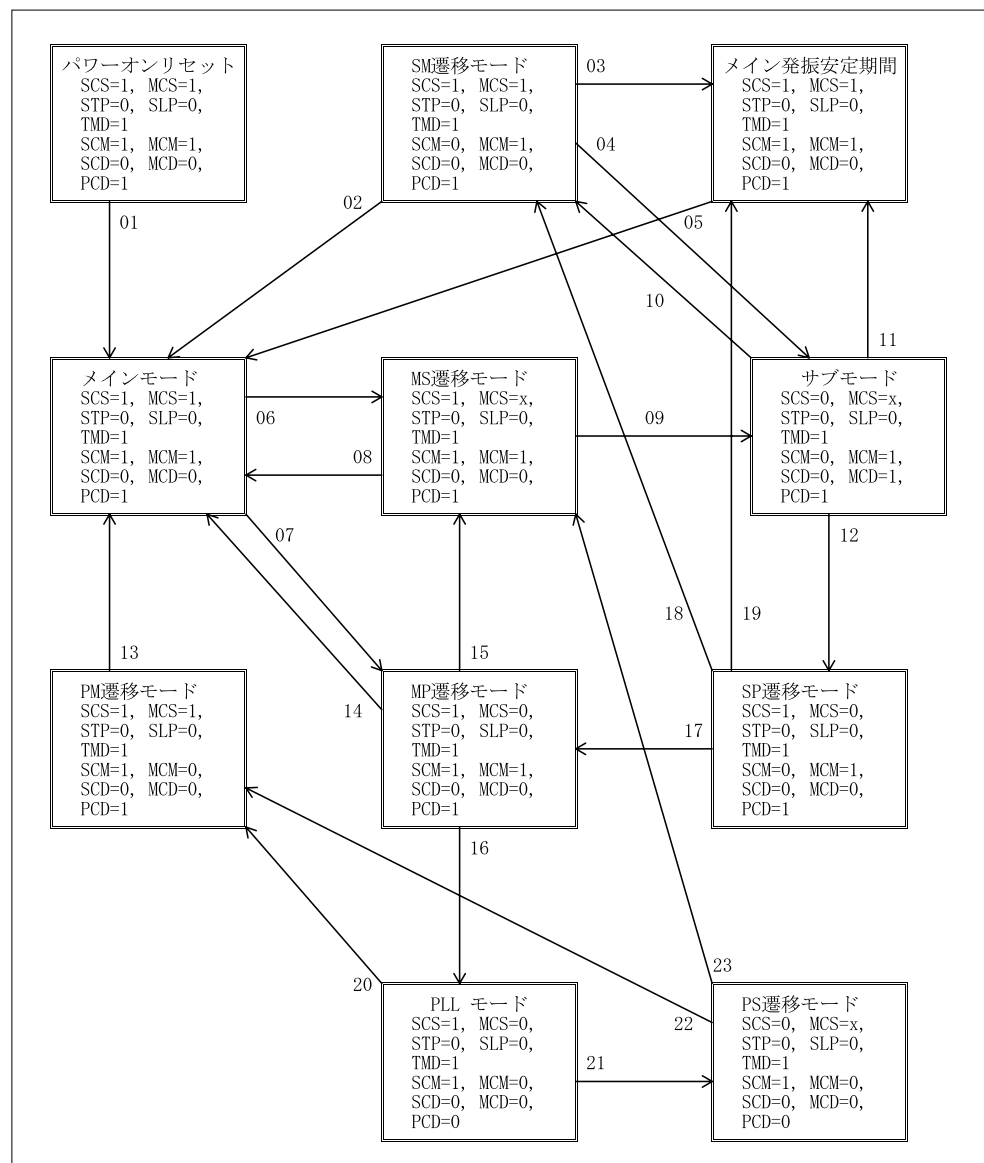 パワーオンリセット
SCS=1, MCS=1,
STP=0, SLP=0,
TMD=1
SCM=1, MCM=1,
SCD=0, MCD=0,
PCD=1
SM遷移モード
SCS=1, MCS=1,
STP=0, SLP=0,
TMD=1
SCM=0, MCM=1,
SCD=0, MCD=0,
PCD=1
メイン発振安定期間
SCS=1, MCS=1,
STP=0, SLP=0,
TMD=1
SCM=1, MCM=1,
SCD=0, MCD=0,
PCD=1
03
04
01
02
05
10
11
メインモード
SCS=1, MCS=1,
STP=0, SLP=0,
TMD=1
SCM=1, MCM=1,
SCD=0, MCD=0,
PCD=1
06
08
MS遷移モード
SCS=1, MCS=x,
STP=0, SLP=0,
TMD=1
SCM=1, MCM=1,
SCD=0, MCD=0,
PCD=1
09
サブモード
SCS=0, MCS=x,
STP=0, SLP=0,
TMD=1
SCM=0, MCM=1,
SCD=0, MCD=1,
PCD=1
07
12
18
19
13
15
PM遷移モード
SCS=1, MCS=1,
STP=0, SLP=0,
TMD=1
SCM=1, MCM=0,
SCD=0, MCD=0,
PCD=1
14
MP遷移モード
SCS=1, MCS=0,
STP=0, SLP=0,
TMD=1
SCM=1, MCM=1,
SCD=0, MCD=0,
PCD=1
17
SP遷移モード
SCS=1, MCS=0,
STP=0, SLP=0,
TMD=1
SCM=0, MCM=1,
SCD=0, MCD=0,
PCD=1
16
23
20
22
PLL モード
SCS=1, MCS=0,
STP=0, SLP=0,
TMD=1
SCM=1, MCM=0,
SCD=0, MCD=0,
PCD=0
21
PS遷移モード
SCS=0, MCS=x,
STP=0, SLP=0,
TMD=1
SCM=1, MCM=0,
SCD=0, MCD=0,
PCD=0